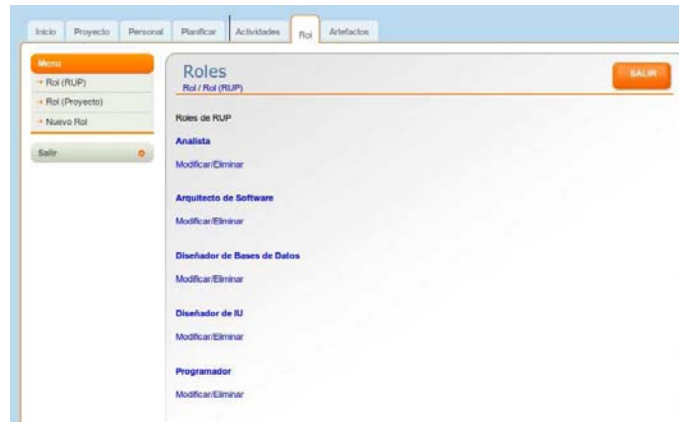 Inicio Proyecto Personal Planificar Actividades Rol Artefactos
Menu
Rol (RUP)
Rol (Proyecto)
Nuevo Rol
Salir
Roles
Rol / Rol (RUP)
SALIR
Roles de RUP
Analista
Modificar/Eliminar
Arquitecto de Software
Modificar/Eliminar
Diseñador de Bases de Datos
Modificar/Eliminar
Diseñador de IU
Modificar/Eliminar
Programador
Modificar/Eliminar